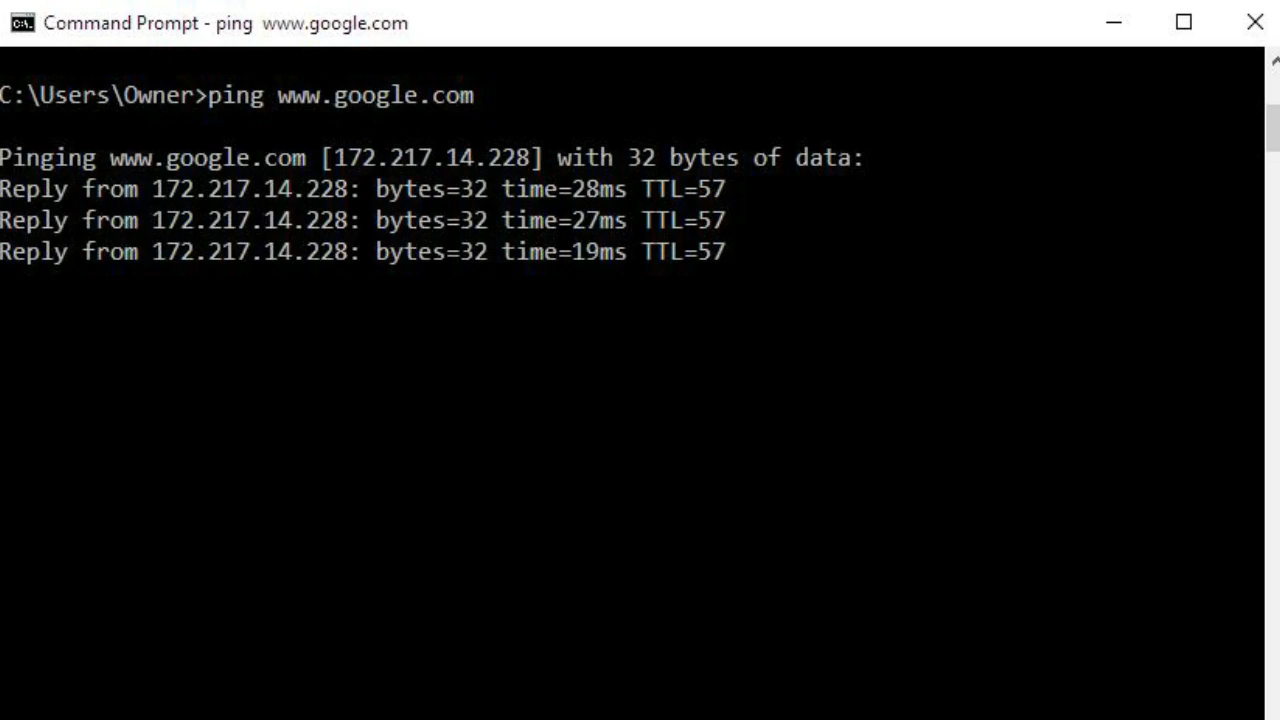 Command Prompt - ping  www.google.com
C:\Users\Owner>ping www.google.com
Pinging www.google.com [172.217.14.228] with 32 bytes of data:
Reply from 172.217.14.228: bytes=32 time=28ms TTL=57
Reply from 172.217.14.228: bytes=32 time=27ms TTL=57
Reply from 172.217.14.228: bytes=32 time=19ms TTL=57